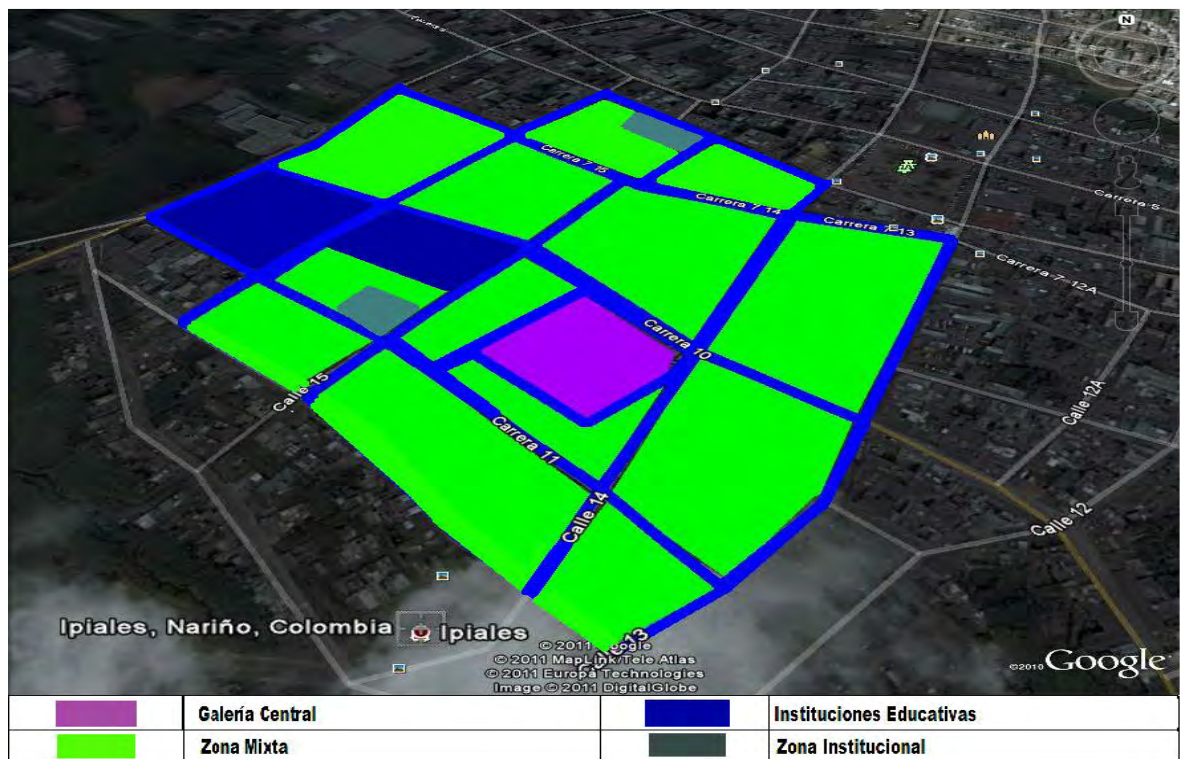 N
Carrera 7 15
Carrera 7 14
Carrera 7 13
Carrera 5
Carrera 7 12A
Carrera 10
Calle 15
Carrera 11
Calle 12A
Calle 14
Calle 12
Ipiales, Nariño, Colombia
Ipiales
© 2011 Google
© 2011 MapLink/Tele Atlas
© 2011 Europa Technologies
Image © 2011 DigitalGlobe
©2010 Google
Galería Central
Instituciones Educativas
Zona Mixta
Zona Institucional